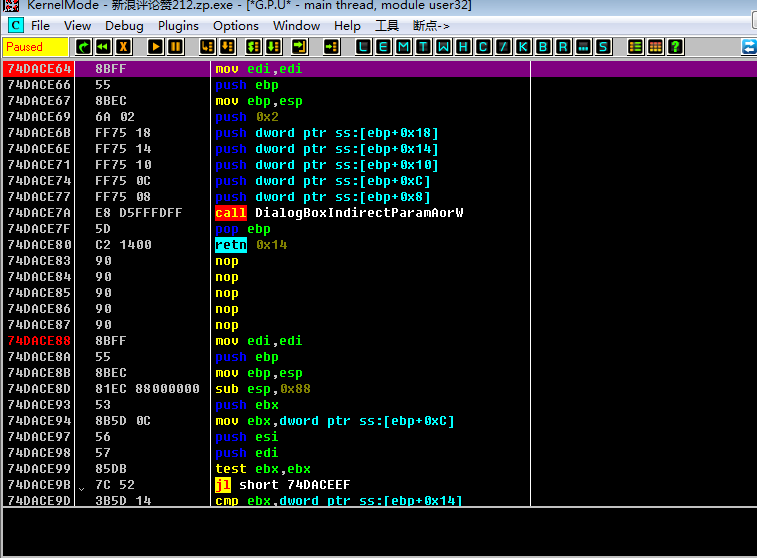 KernelMode - 新浪评论赞212.zp.exe - [*G.P.U* - main thread, module user32]
C File View Debug Plugins Options Window Help 工具 断点->
Paused X L E M T W H C / K B R ... S ?
74DACE64 8BFF mov edi,edi
74DACE66 55 push ebp
74DACE67 8BEC mov ebp,esp
74DACE69 6A 02 push 0x2
74DACE6B FF75 18 push dword ptr ss:[ebp+0x18]
74DACE6E FF75 14 push dword ptr ss:[ebp+0x14]
74DACE71 FF75 10 push dword ptr ss:[ebp+0x10]
74DACE74 FF75 0C push dword ptr ss:[ebp+0xC]
74DACE77 FF75 08 push dword ptr ss:[ebp+0x8]
74DACE7A E8 D5FFFDFF call DialogBoxIndirectParamAorW
74DACE7F 5D pop ebp
74DACE80 C2 1400 retn 0x14
74DACE83 90 nop
74DACE84 90 nop
74DACE85 90 nop
74DACE86 90 nop
74DACE87 90 nop
74DACE88 8BFF mov edi,edi
74DACE8A 55 push ebp
74DACE8B 8BEC mov ebp,esp
74DACE8D 81EC 88000000 sub esp,0x88
74DACE93 53 push ebx
74DACE94 8B5D 0C mov ebx,dword ptr ss:[ebp+0xC]
74DACE97 56 push esi
74DACE98 57 push edi
74DACE99 85DB test ebx,ebx
74DACE9B 7C 52 jl short 74DACEEF
74DACE9D 3B5D 14 cmp ebx,dword ptr ss:[ebp+0x14]